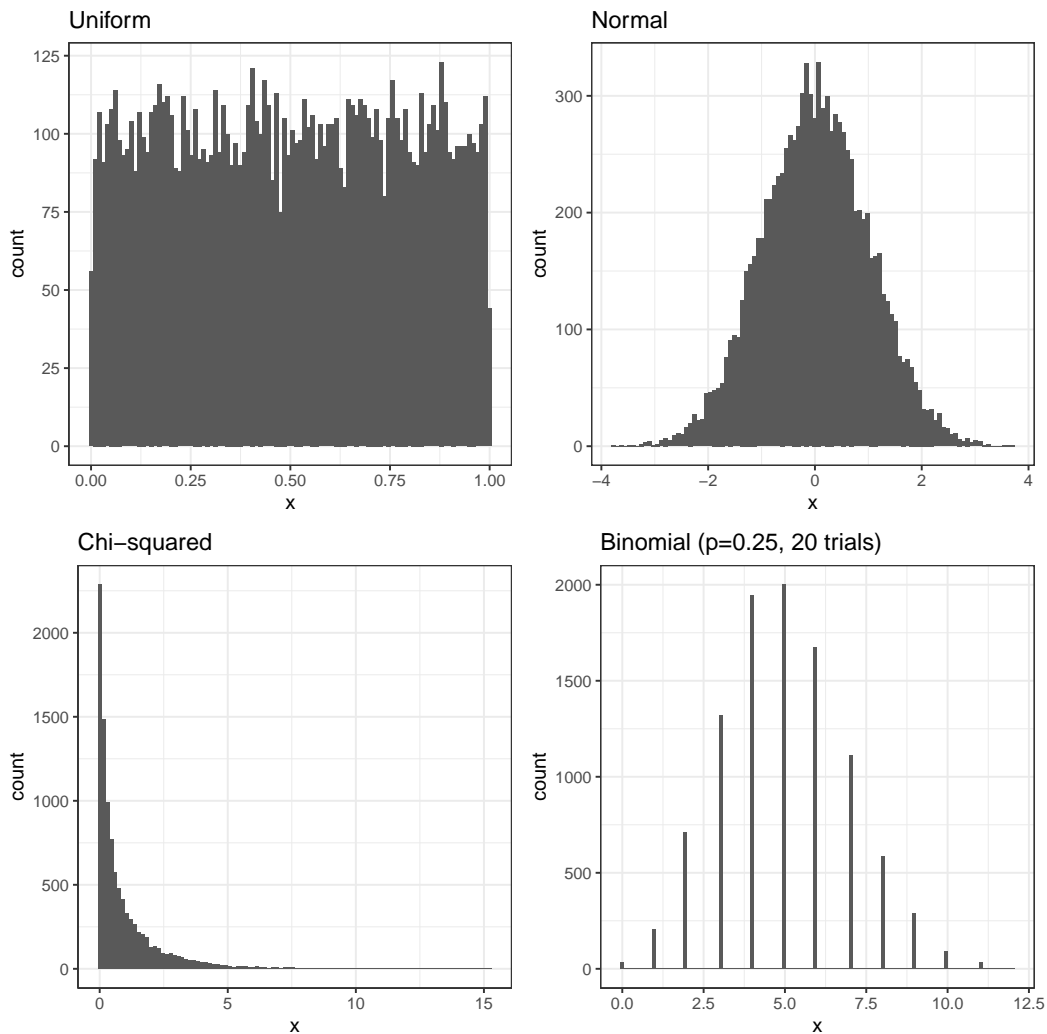 Uniform
125
100
75
50
25
0
count
0.00 0.25 0.50 0.75 1.00
x
Normal
300
200
100
0
count
−4 −2 0 2 4
x
Chi−squared
2000
1500
1000
500
0
count
0 5 10 15
x
Binomial (p=0.25, 20 trials)
2000
1500
1000
500
0
count
0.0 2.5 5.0 7.5 10.0 12.5
x